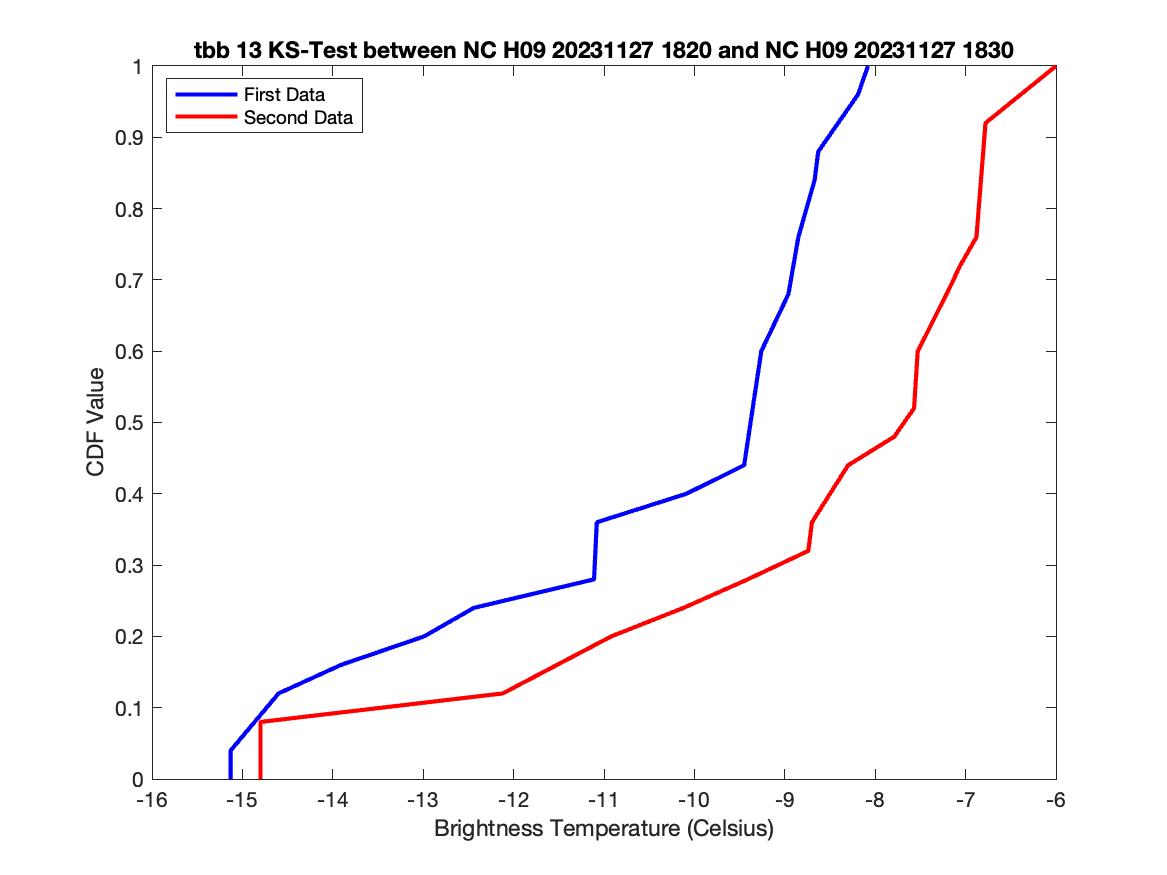 tbb 13 KS-Test between NC H09 20231127 1820 and NC H09 20231127 1830
First Data
Second Data
1
0.9
0.8
0.7
0.6
0.5
0.4
0.3
0.2
0.1
0
CDF Value
-16 -15 -14 -13 -12 -11 -10 -9 -8 -7 -6
Brightness Temperature (Celsius)